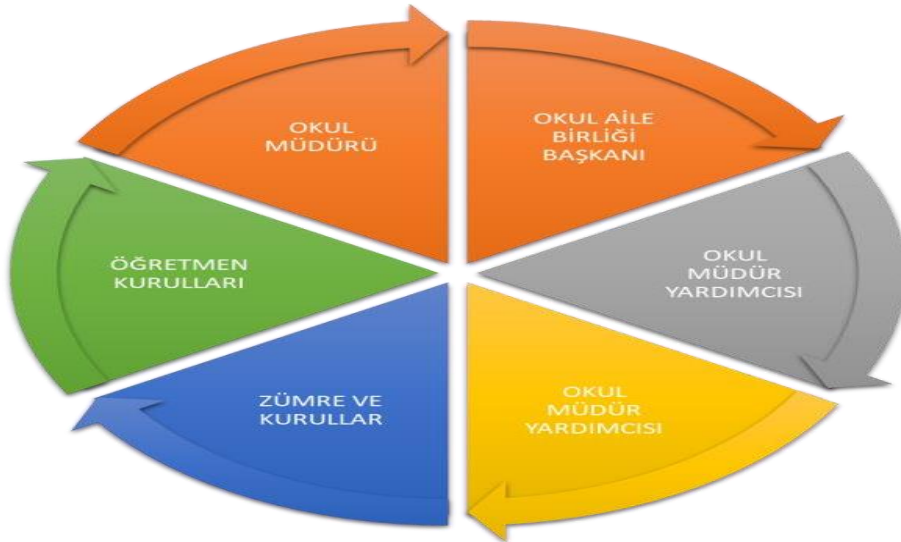 OKUL
MÜDÜRÜ
OKUL AİLE
BİRLİĞİ
BAŞKANI
OKUL
MÜDÜR
YARDIMCISI
OKUL
MÜDÜR
YARDIMCISI
ZÜMRE VE
KURULLAR
ÖĞRETMEN
KURULLARI